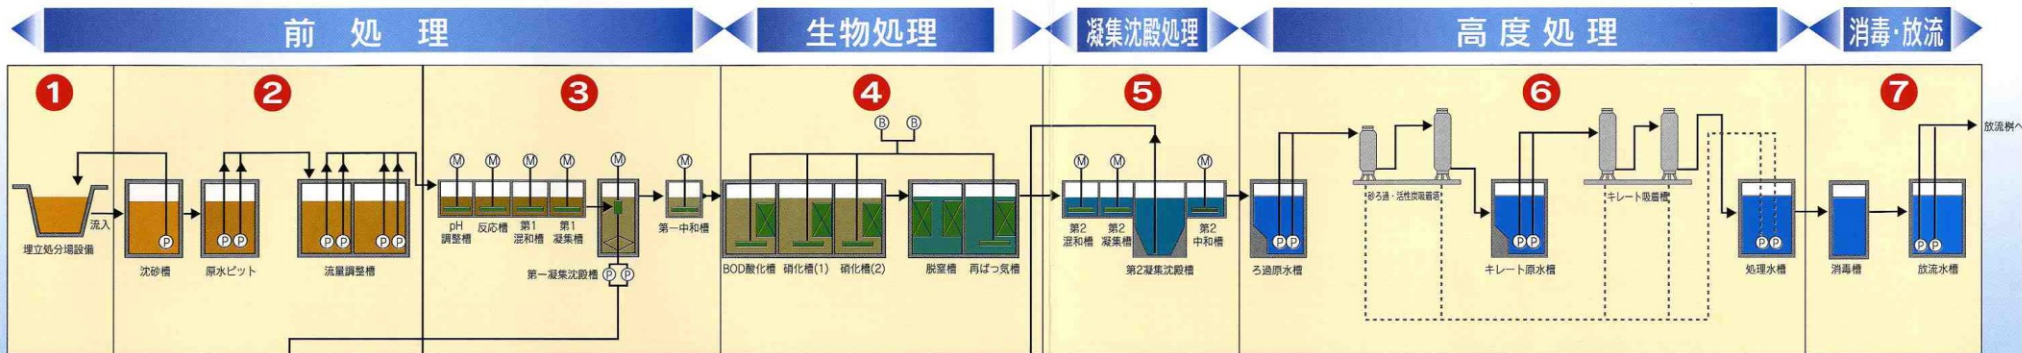 前処理
生物処理
凝集沈殿処理
高度処理
消毒・放流
1
2
3
4
5
6
7
流入
埋立処分場設備
P
沈砂槽
P P
原水ピット
P P P P
流量調整槽
M M M M
pH
調整槽
反応槽
第1
混和槽
第1
凝集槽
M
第一凝集沈殿槽
P P
M
第一中和槽
B B
BOD酸化槽
硝化槽(1)
硝化槽(2)
脱窒槽
再ばっ気槽
M M
第2
混和槽
第2
凝集槽
第2凝集沈殿槽
M
第2
中和槽
P P
ろ過原水槽
砂ろ過・活性炭吸着塔
P P
キレート原水槽
キレート吸着槽
P P
処理水槽
消毒槽
P P
放流水槽
放流桝へ